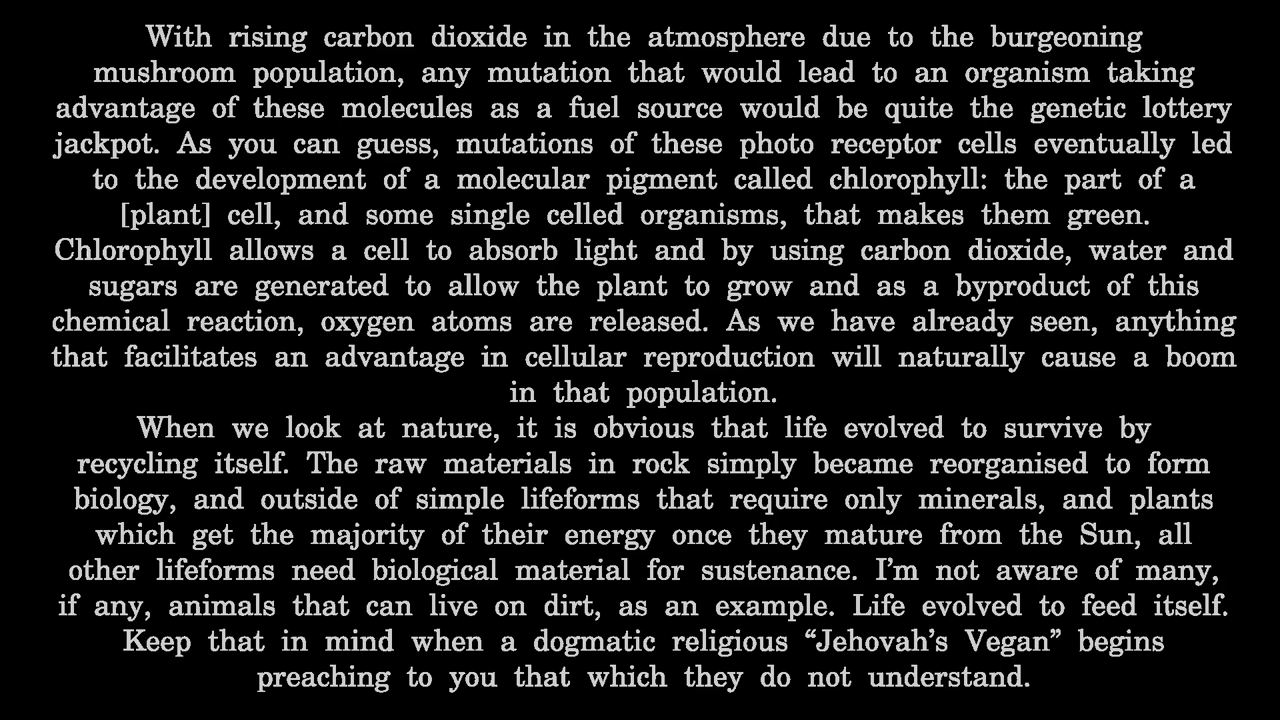 With rising carbon dioxide in the atmosphere due to the burgeoning
mushroom population, any mutation that would lead to an organism taking
advantage of these molecules as a fuel source would be quite the genetic lottery
jackpot. As you can guess, mutations of these photo receptor cells eventually led
to the development of a molecular pigment called chlorophyll: the part of a
[plant] cell, and some single celled organisms, that makes them green.
Chlorophyll allows a cell to absorb light and by using carbon dioxide, water and
sugars are generated to allow the plant to grow and as a byproduct of this
chemical reaction, oxygen atoms are released. As we have already seen, anything
that facilitates an advantage in cellular reproduction will naturally cause a boom
in that population.
When we look at nature, it is obvious that life evolved to survive by
recycling itself. The raw materials in rock simply became reorganised to form
biology, and outside of simple lifeforms that require only minerals, and plants
which get the majority of their energy once they mature from the Sun, all
other lifeforms need biological material for sustenance. I’m not aware of many,
if any, animals that can live on dirt, as an example. Life evolved to feed itself.
Keep that in mind when a dogmatic religious “Jehovah’s Vegan” begins
preaching to you that which they do not understand.